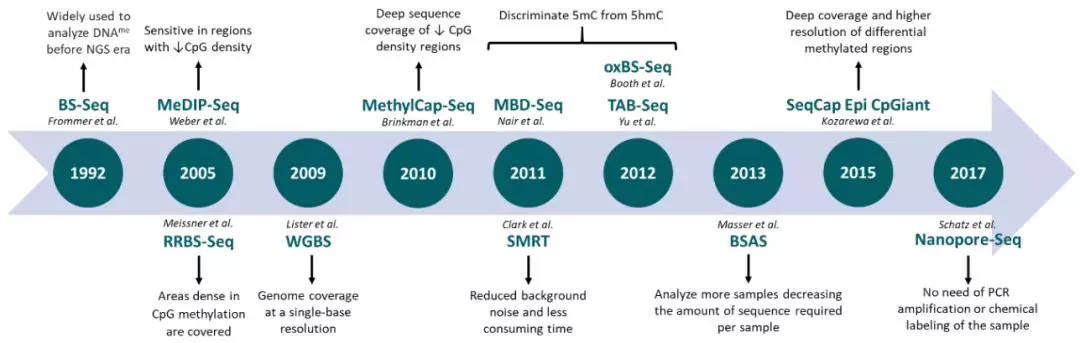 Widely used to
analyze DNAme
before NGS era
BS-Seq
Frommer et al.
Sensitive in regions
with ↓CpG density
MeDIP-Seq
Weber et al.
Deep sequence
coverage of ↓ CpG
density regions
MethylCap-Seq
Brinkman et al.
Discriminate 5mC from 5hmC
MBD-Seq
Nair et al.
oxBS-Seq
Booth et al.
TAB-Seq
Yu et al.
Deep coverage and higher
resolution of differential
methylated regions
SeqCap Epi CpGiant
Kozarewa et al.
1992
2005
2009
2010
2011
2012
2013
2015
2017
Meissner et al.
RRBS-Seq
Areas dense in
CpG methylation
are covered
Lister et al.
WGBS
Genome coverage
at a single-base
resolution
Clark et al.
SMRT
Reduced background
noise and less
consuming time
Masser et al.
BSAS
Analyze more samples decreasing
the amount of sequence required
per sample
Schatz et al.
Nanopore-Seq
No need of PCR
amplification or chemical
labeling of the sample